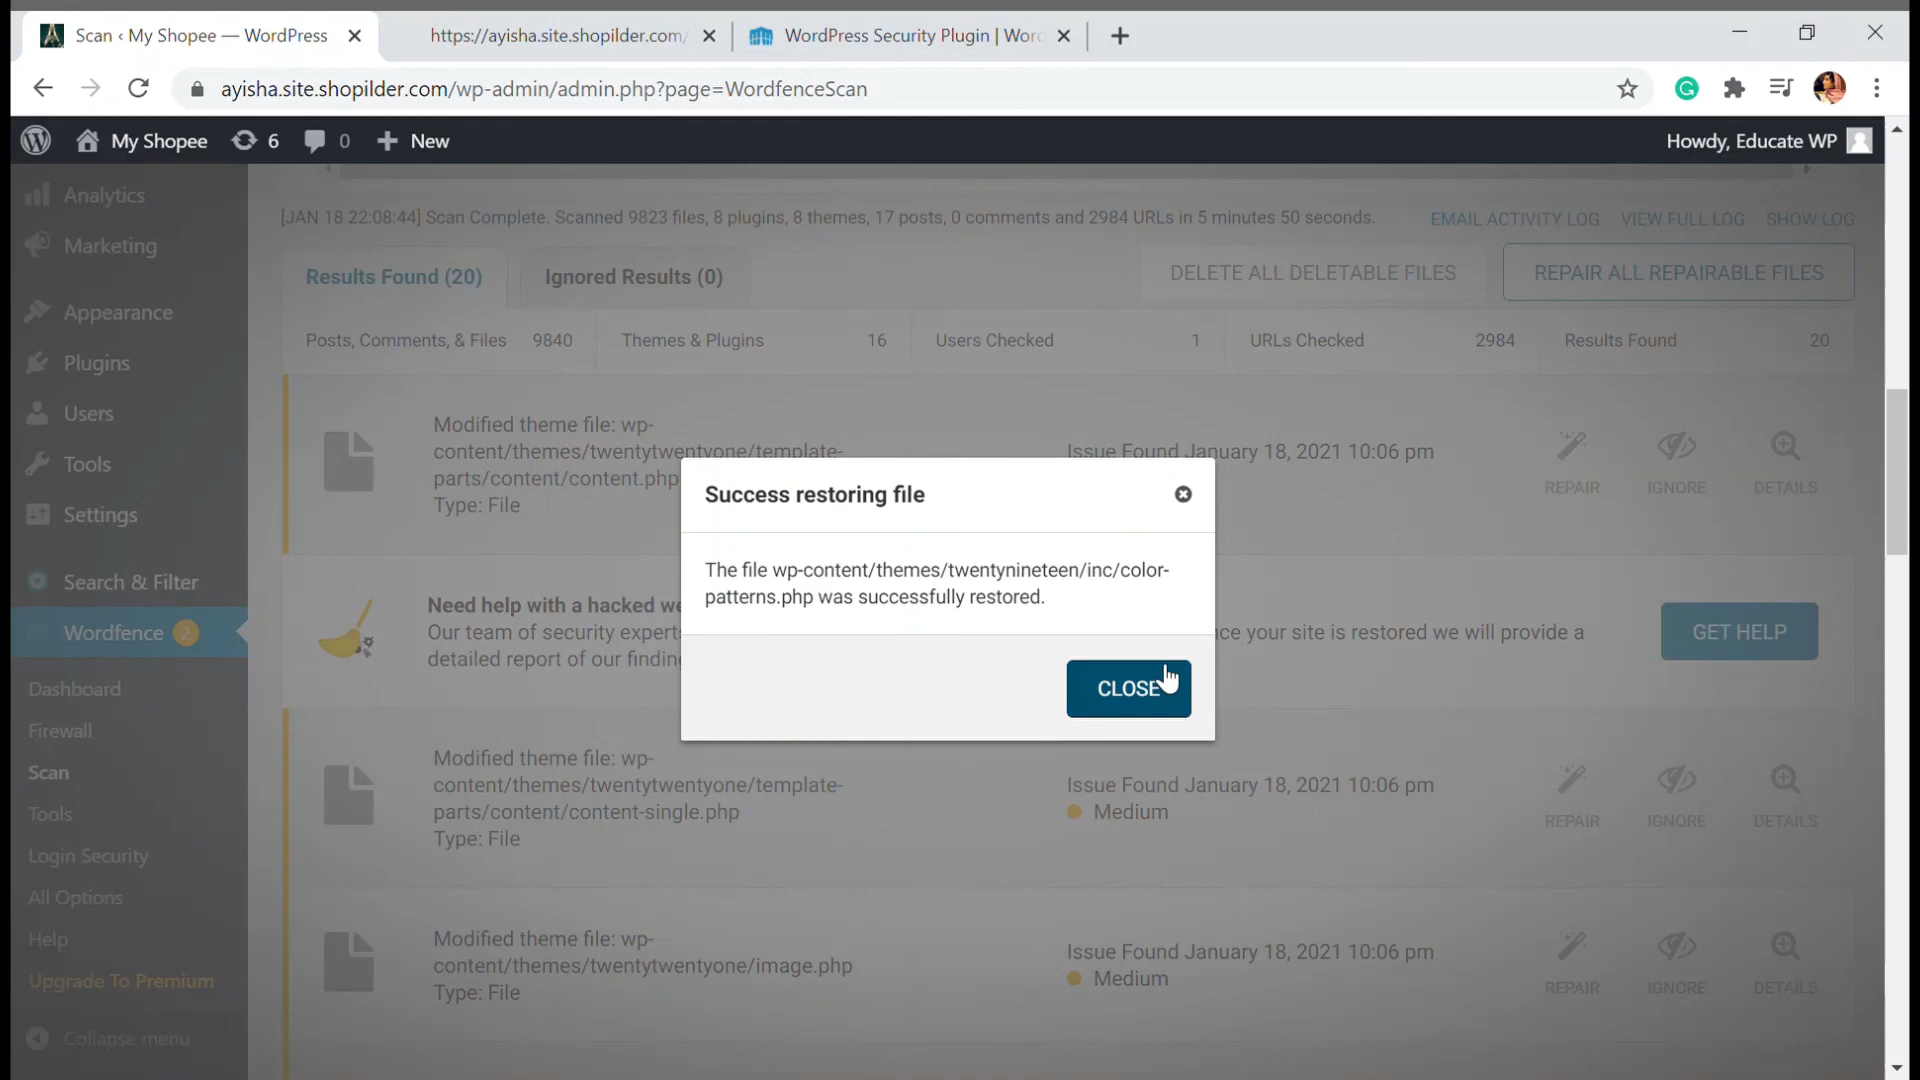 Scan ‹ My Shopee — WordPress
https://ayisha.site.shopilder.com/
WordPress Security Plugin | Wor
ayisha.site.shopilder.com/wp-admin/admin.php?page=WordfenceScan
My Shopee
6
0
New
Howdy, Educate WP
Analytics
Marketing
Appearance
Plugins
Users
Tools
Settings
Search & Filter
Wordfence 2
Dashboard
Firewall
Scan
Tools
Login Security
All Options
Help
Upgrade To Premium
Collapse menu
[JAN 18 22:08:44] Scan Complete. Scanned 9823 files, 8 plugins, 8 themes, 17 posts, 0 comments and 2984 URLs in 5 minutes 50 seconds.
EMAIL ACTIVITY LOG VIEW FULL LOG SHOW LOG
Results Found (20)
Ignored Results (0)
DELETE ALL DELETABLE FILES
REPAIR ALL REPAIRABLE FILES
Posts, Comments, & Files 9840
Themes & Plugins 16
Users Checked 1
URLs Checked 2984
Results Found 20
Modified theme file: wp-
content/themes/twentytwentyone/template-
parts/content/content.php
Type: File
Issue Found January 18, 2021 10:06 pm
REPAIR IGNORE DETAILS
Success restoring file
The file wp-content/themes/twentynineteen/inc/color-
patterns.php was successfully restored.
CLOSE
Need help with a hacked we
Our team of security expert
detailed report of our findin
ce your site is restored we will provide a
GET HELP
Modified theme file: wp-
content/themes/twentytwentyone/template-
parts/content/content-single.php
Type: File
Issue Found January 18, 2021 10:06 pm
Medium
REPAIR IGNORE DETAILS
Modified theme file: wp-
content/themes/twentytwentyone/image.php
Type: File
Issue Found January 18, 2021 10:06 pm
Medium
REPAIR IGNORE DETAILS